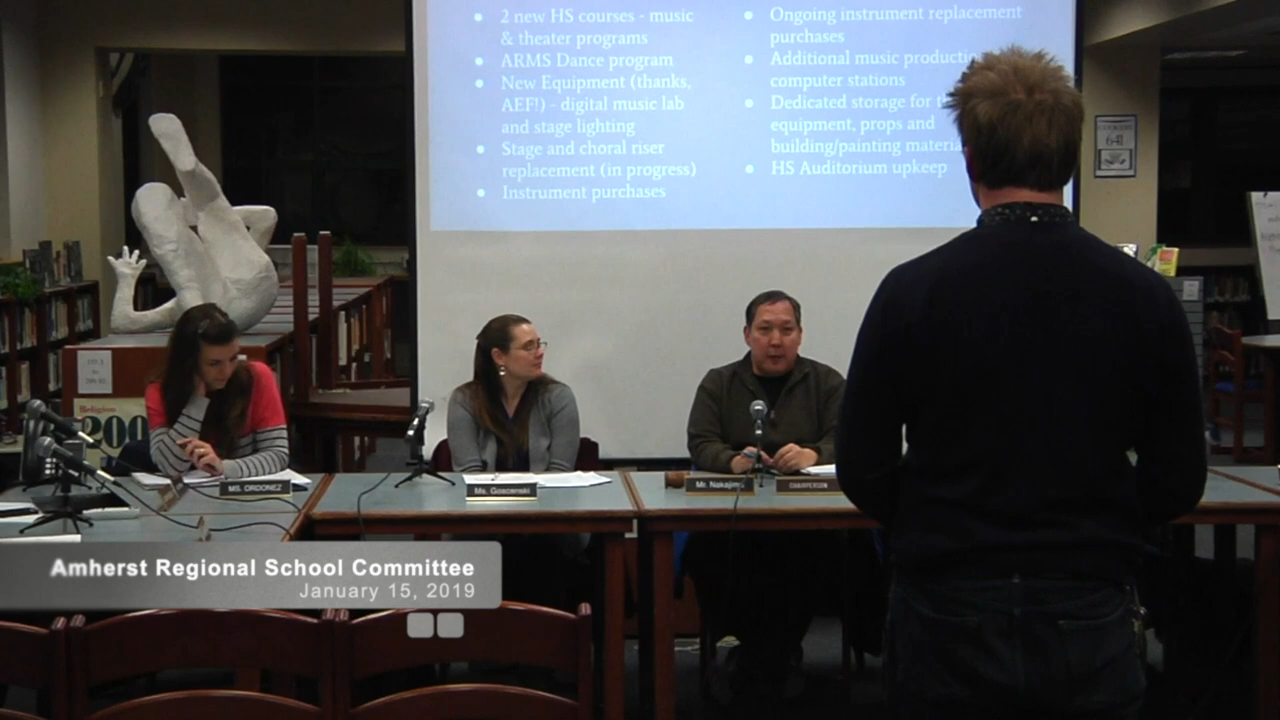 2 new HS courses - music
& theater programs
ARMS Dance program
New Equipment (thanks,
AEF!) - digital music lab
and stage lighting
Stage and choral riser
replacement (in progress)
Instrument purchases
Ongoing instrument replacement
purchases
Additional music
computer stations
Dedicated storage for
equipment, props and
building/painting
HS Auditorium upkeep
641
Religion
200
MS. ORDONEZ
Ms. Goscenski
Mr. Nakajima
CHAIRPERSON
Amherst Regional School Committee
January 15, 2019